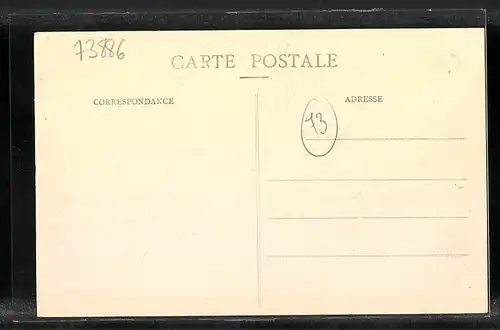 73886
CARTE POSTALE
CORRESPONDANCE
ADRESSE
73